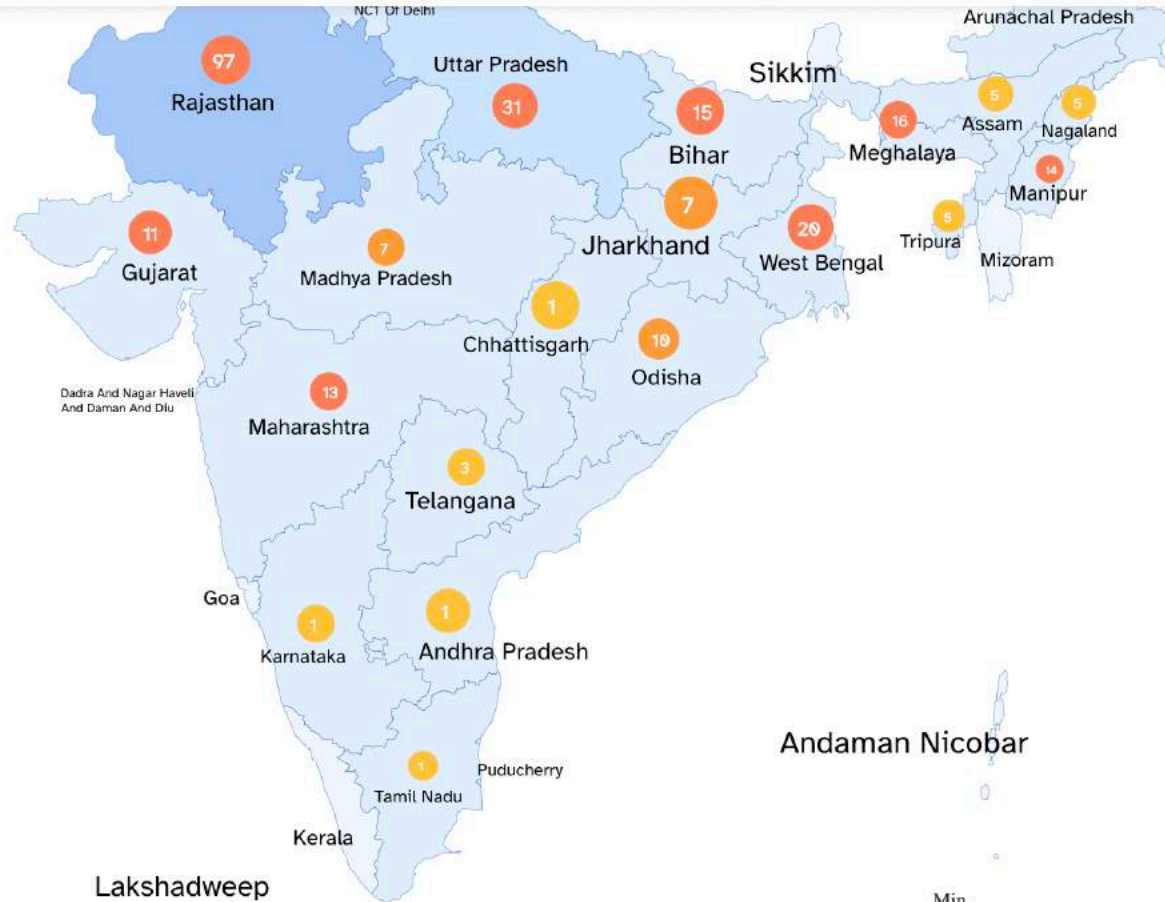 NCT Of Delhi
Arunachal Pradesh
97
Rajasthan
Uttar Pradesh
31
Sikkim
15
Bihar
16
Meghalaya
5
Assam
5
Nagaland
14
Manipur
11
Gujarat
7
Madhya Pradesh
7
Jharkhand
20
West Bengal
5
Tripura
Mizoram
1
Chhattisgarh
10
Odisha
Dadra And Nagar Haveli
And Daman And Diu
13
Maharashtra
3
Telangana
Goa
1
Karnataka
1
Andhra Pradesh
Andaman Nicobar
1
Tamil Nadu
Puducherry
Kerala
Lakshadweep
Min